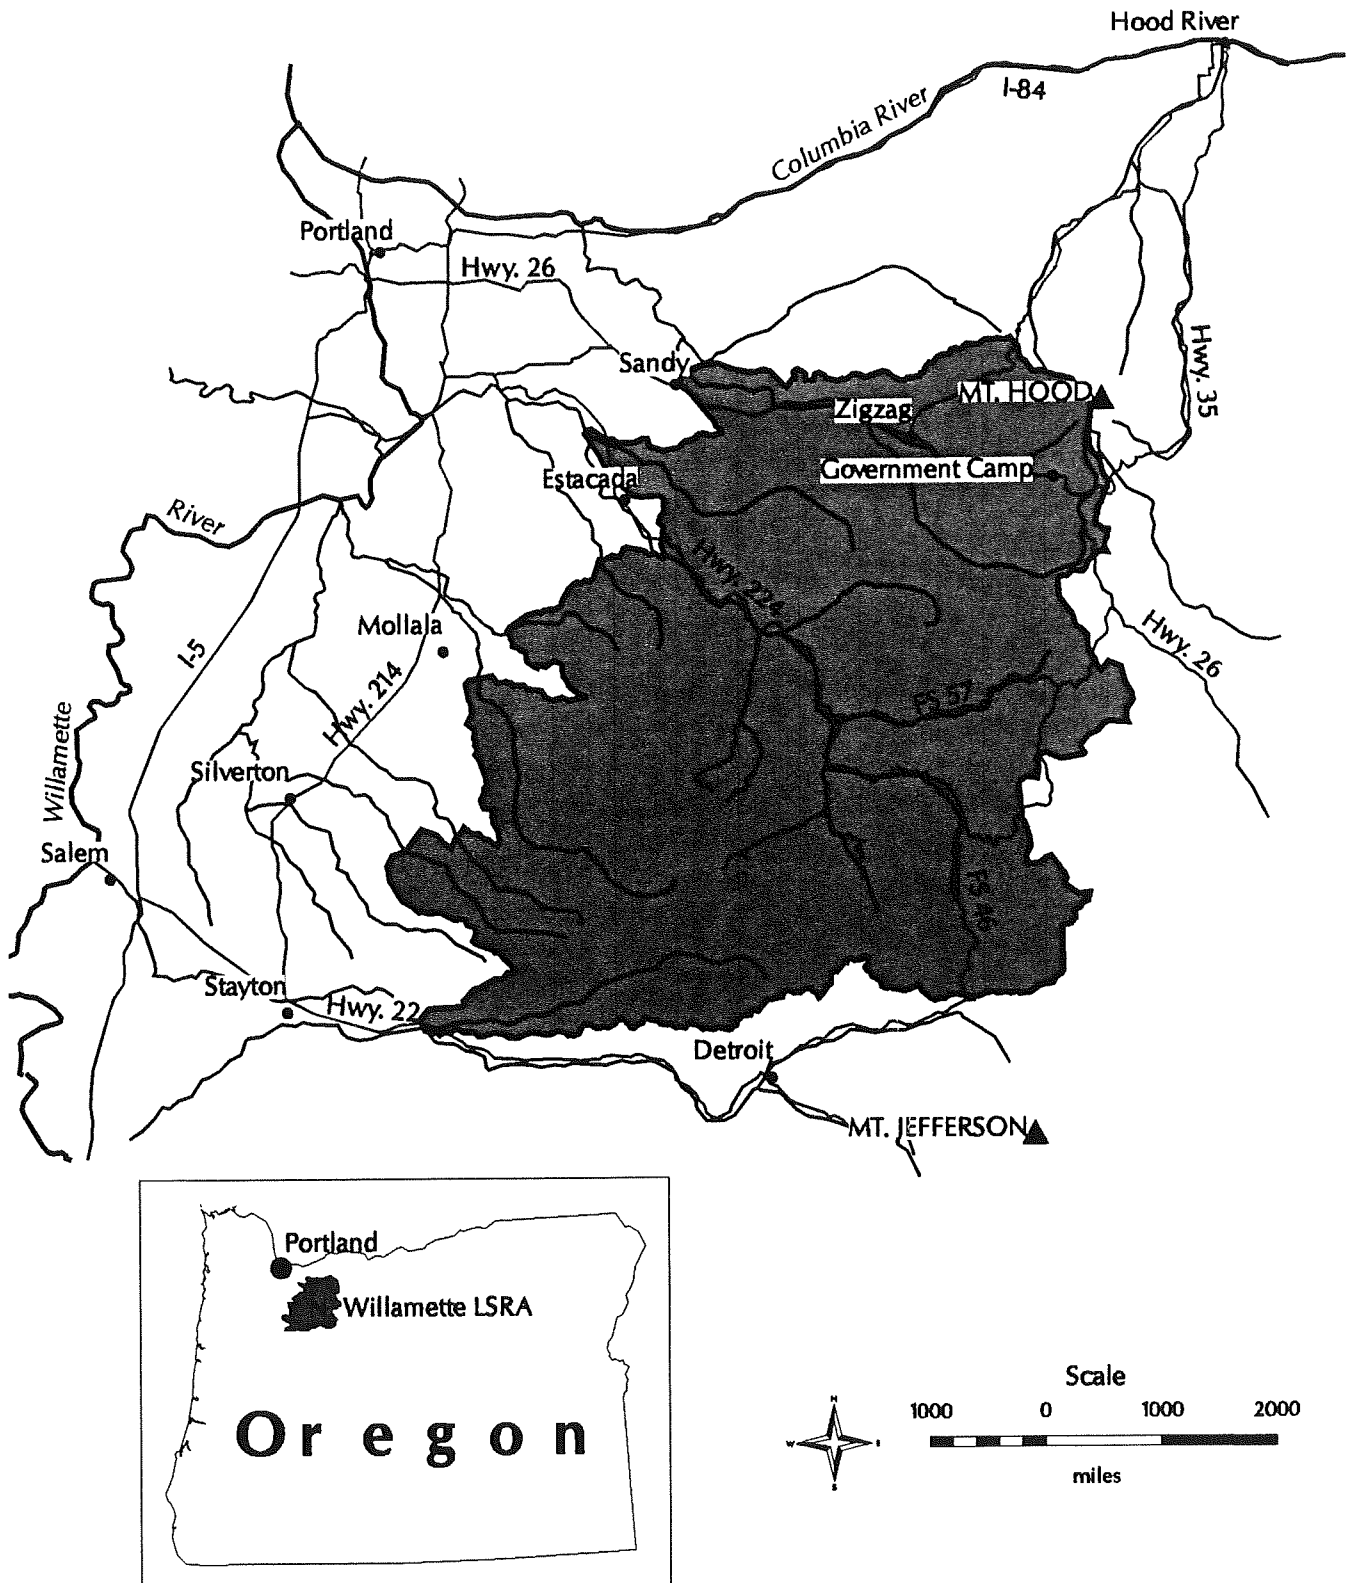 Hood River
I-84
Columbia River
Portland
Hwy. 26
Sandy
MT. HOOD
Hwy. 35
Zigzag
Government Camp
Estacada
River
Hwy. 224
Mollala
I-5
Hwy. 26
Hwy. 214
FS 57
Willamette
Silverton
Salem
FS 46
Stayton
Hwy. 22
Detroit
MT. JEFFERSON
Portland
Willamette LSRA
Oregon
Scale
1000 0 1000 2000
miles
N
W
S